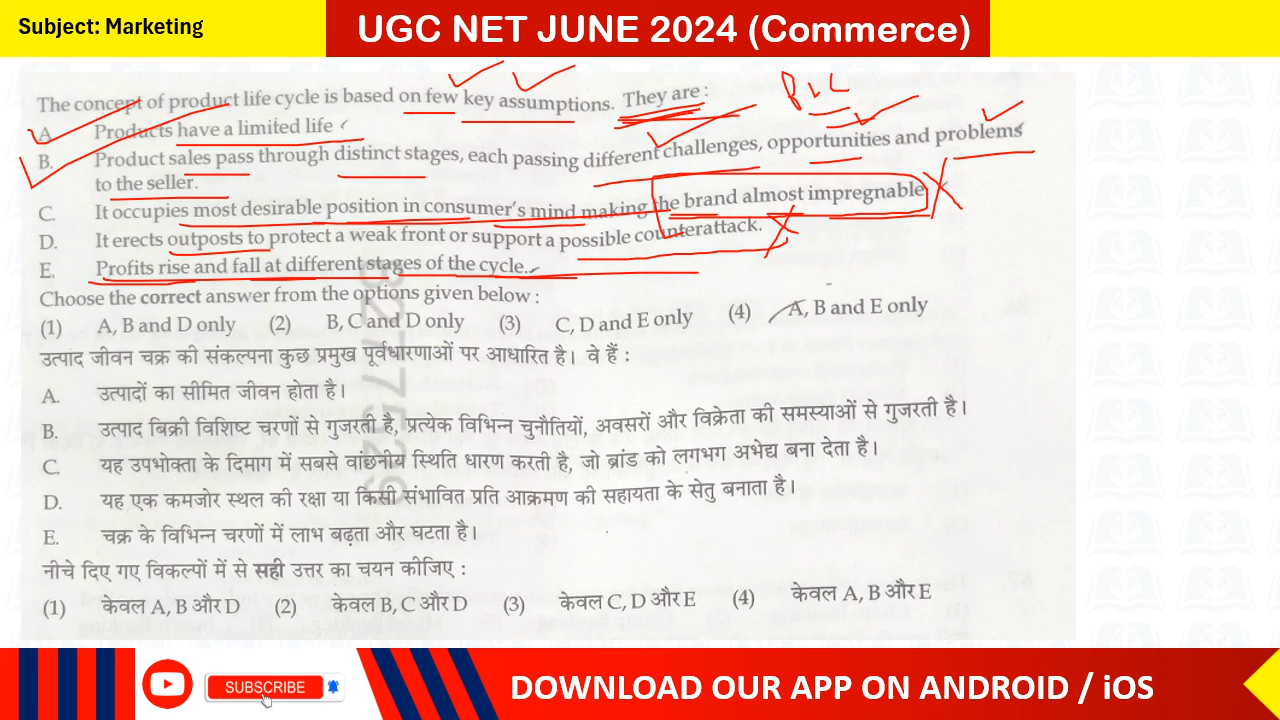 Subject: Marketing
UGC NET JUNE 2024 (Commerce)
PLC
The concept of product life cycle is based on few key assumptions. They are :
A. Products have a limited life
B. Product sales pass through distinct stages, each passing different challenges, opportunities and problems
to the seller.
C. It occupies most desirable position in consumer's mind making the brand almost impregnable
D. It erects outposts to protect a weak front or support a possible counterattack.
E. Profits rise and fall at different stages of the cycle.
Choose the correct answer from the options given below :
(1) A, B and D only (2) B, C and D only (3) C, D and E only (4) A, B and E only
उत्पाद जीवन चक्र की संकल्पना कुछ प्रमुख पूर्वधारणाओं पर आधारित है। वे हैं :
A. उत्पादों का सीमित जीवन होता है।
B. उत्पाद बिक्री विशिष्ट चरणों से गुजरती है, प्रत्येक विभिन्न चुनौतियों, अवसरों और विक्रेता की समस्याओं से गुजरती है।
C. यह उपभोक्ता के दिमाग में सबसे वांछनीय स्थिति धारण करती है, जो ब्रांड को लगभग अभेद्य बना देता है।
D. यह एक कमजोर स्थल की रक्षा या किसी संभावित प्रति आक्रमण की सहायता के सेतु बनाता है।
E. चक्र के विभिन्न चरणों में लाभ बढ़ता और घटता है।
नीचे दिए गए विकल्पों में से सही उत्तर का चयन कीजिए :
(1) केवल A, B और D (2) केवल B, C और D (3) केवल C, D और E (4) केवल A, B और E
SUBSCRIBE
DOWNLOAD OUR APP ON ANDROID / iOS